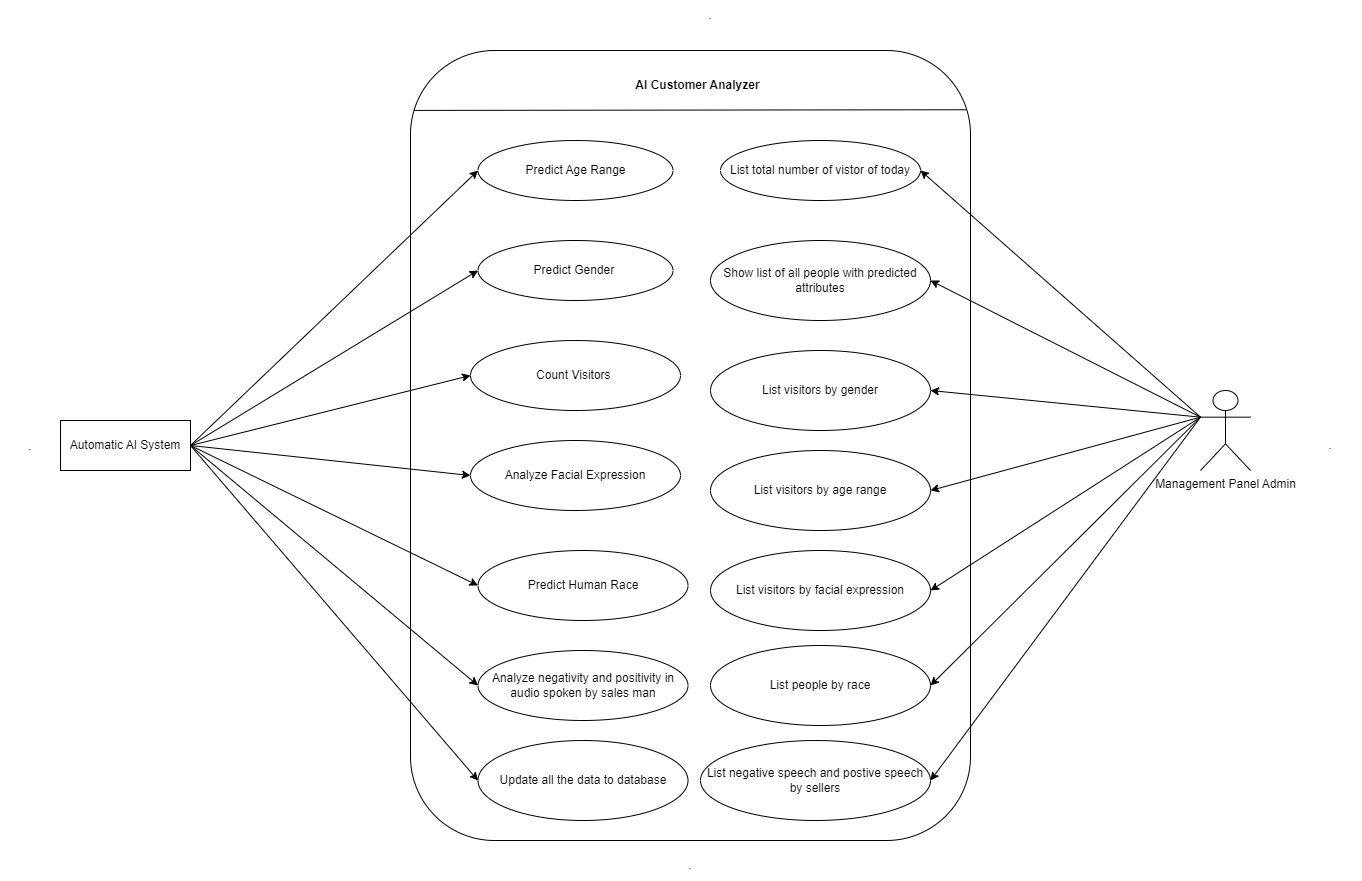 AI Customer Analyzer
Predict Age Range
Predict Gender
Count Visitors
Automatic AI System
Analyze Facial Expression
Predict Human Race
Analyze negativity and positivity in
audio spoken by sales man
Update all the data to database
List total number of vistor of today
Show list of all people with predicted
attributes
List visitors by gender
List visitors by age range
List visitors by facial expression
List people by race
List negative speech and postive speech
by sellers
Management Panel Admin